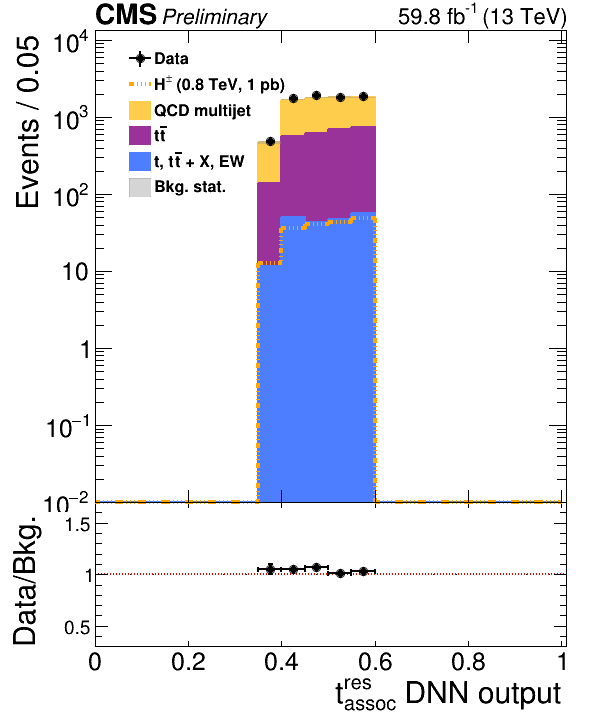 CMS Preliminary 59.8 fb⁻¹ (13 TeV)
Events / 0.05
10⁴
10³
10²
10
1
10⁻¹
10⁻²
Data
H± (0.8 TeV, 1 pb)
QCD multijet
tt̄
t, tt̄ + X, EW
Bkg. stat.
Data/Bkg.
1.5
1
0.5
0 0.2 0.4 0.6 0.8 1
t^res_assoc DNN output